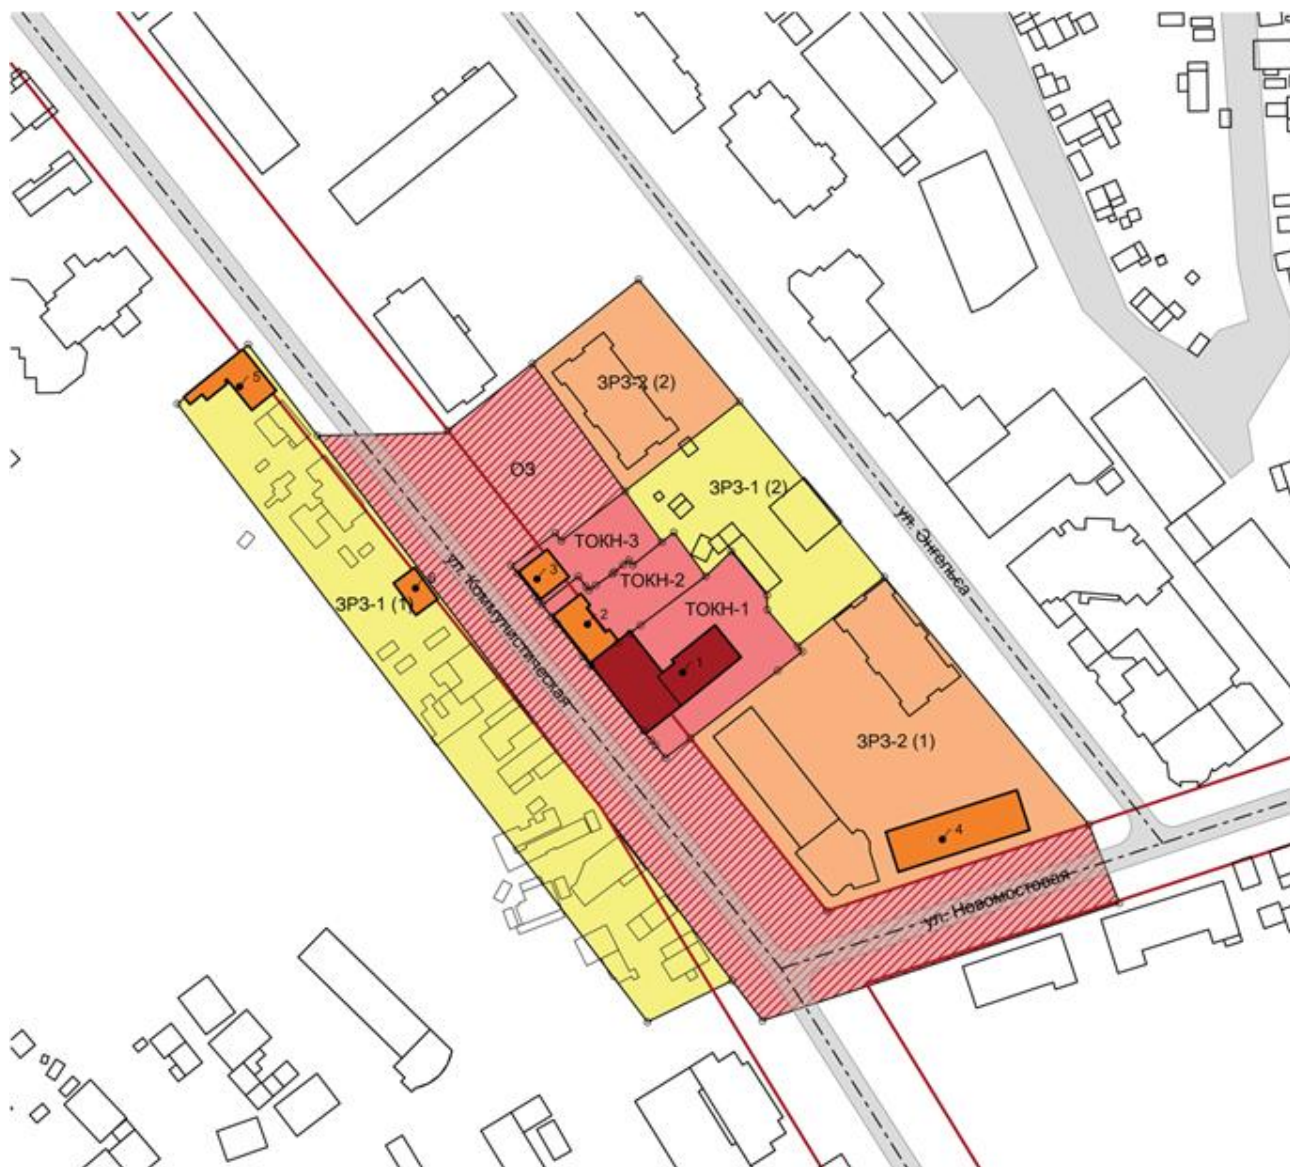 ЗРЗ-2 (2)
5
ОЗ
ЗРЗ-1 (2)
ул. Энгельса
ТОКН-3
3
ТОКН-2
ЗРЗ-1 (1)
ул. Коммунистическая
ТОКН-1
2
1
ЗРЗ-2 (1)
4
ул. Новомостовая